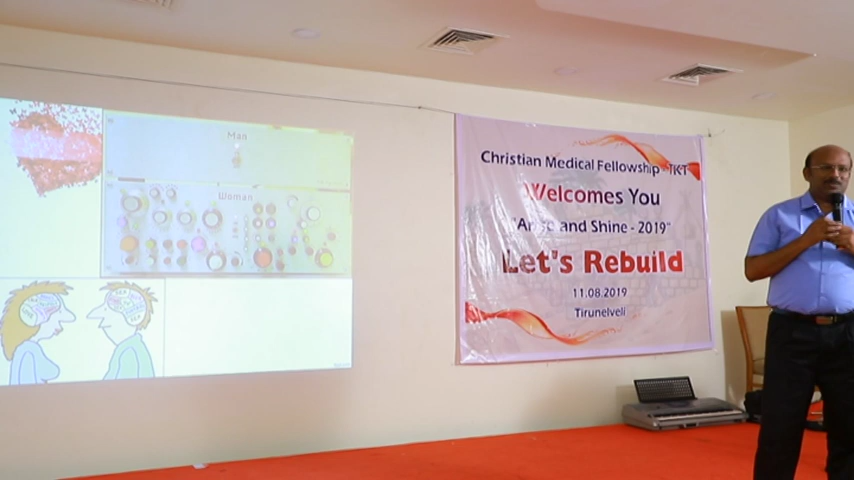 Man
Woman
Christian Medical Fellowship - TKT
Welcomes You
"Arise and Shine - 2019"
Let's Rebuild
11.08.2019
Tirunelveli